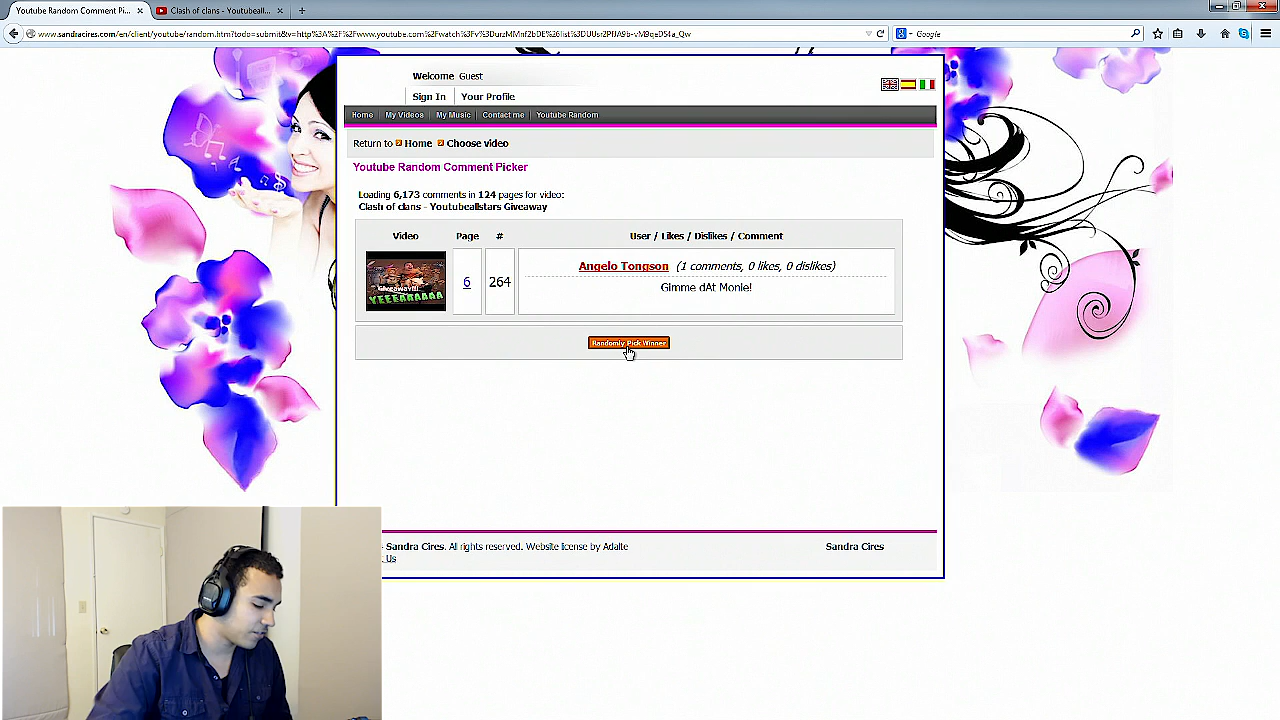 Youtube Random Comment Pi...
Clash of clans - Youtubeall...
Google
Welcome Guest
Sign In
Your Profile
Home
My Videos
My Music
Contact me
Youtube Random
Return to Home Choose video
Youtube Random Comment Picker
Loading 6,173 comments in 124 pages for video:
Clash of clans - Youtubeallstars Giveaway
Video
Page
#
User / Likes / Dislikes / Comment
Giveaway!!!
YEEEAAAAAA
6
264
Angelo Tongson (1 comments, 0 likes, 0 dislikes)
Gimme dAt Monie!
Randomly Pick Winner
- Sandra Cires. All rights reserved. Website license by Adalte
Sandra Cires
Us